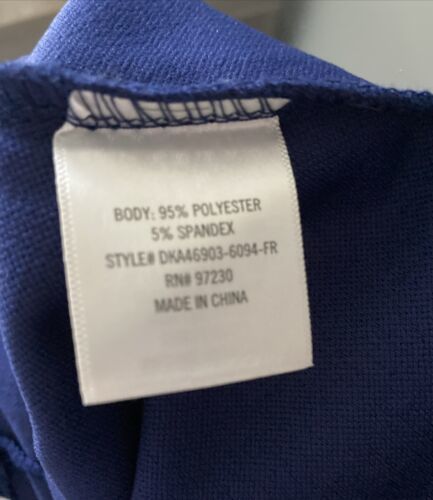 BODY: 95% POLYESTER
5% SPANDEX
STYLE# DKA46903-6094-FR
RN# 97230
MADE IN CHINA